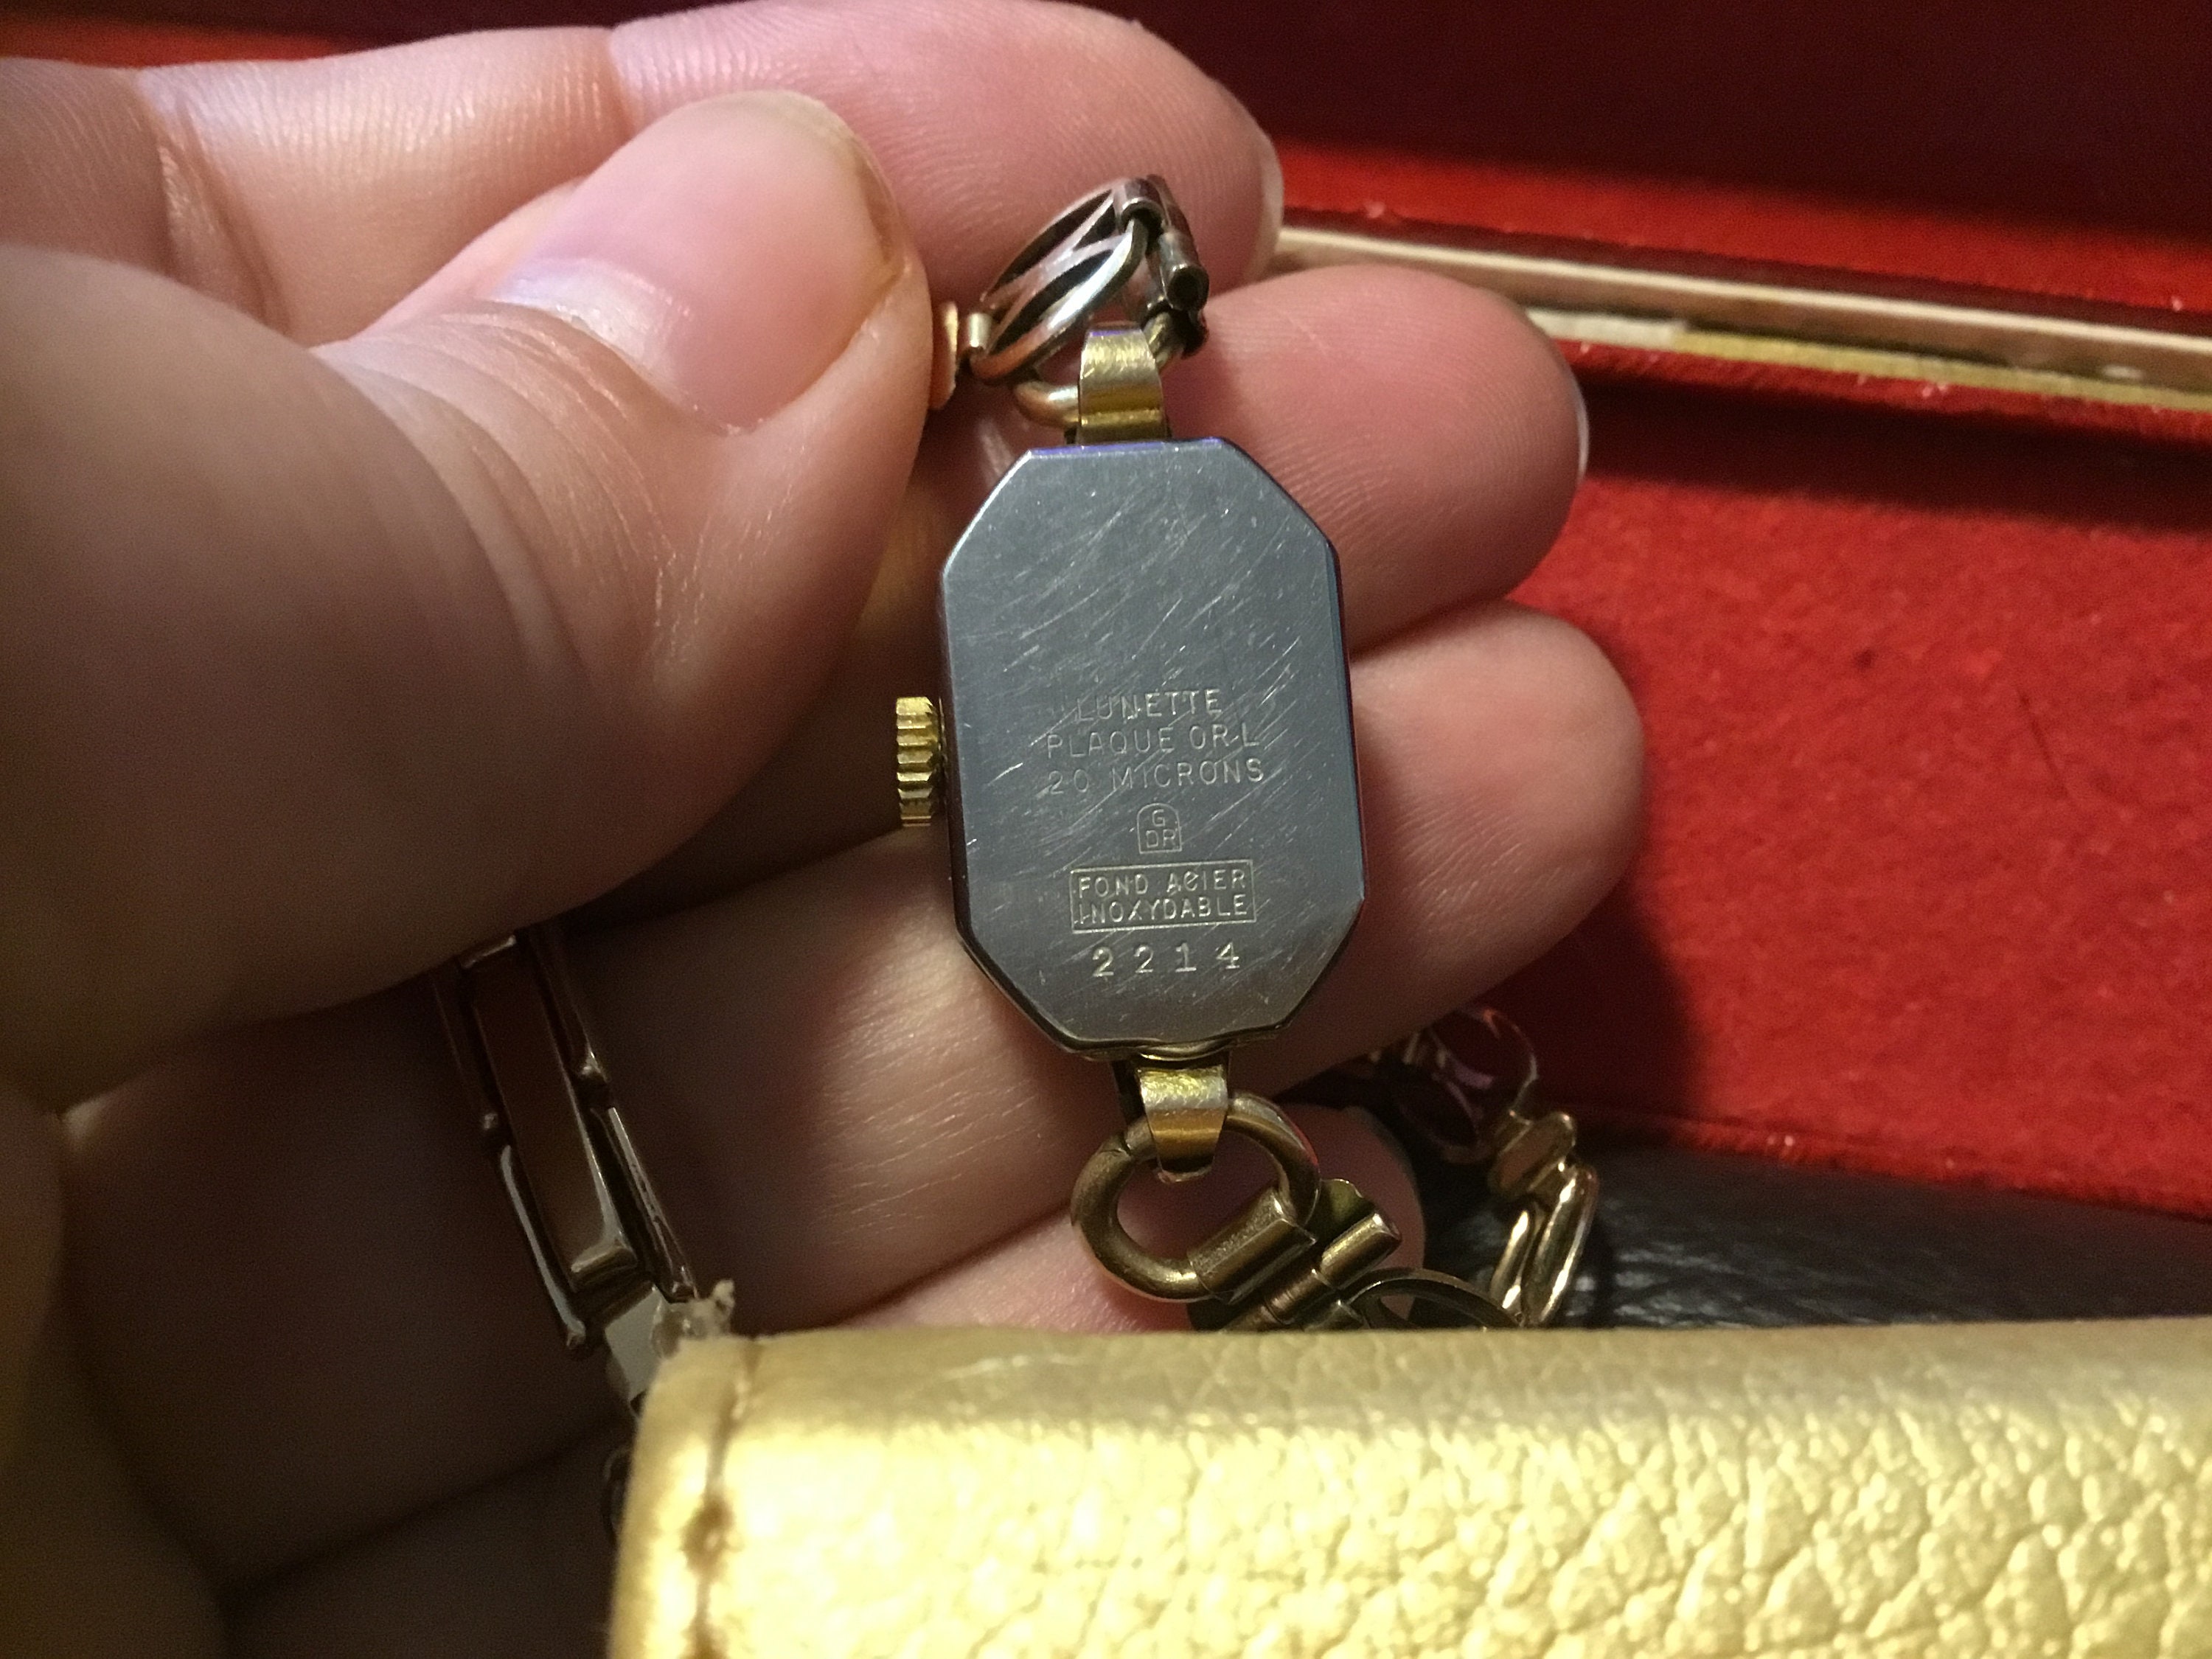 LUNETTE
PLAQUE OR L
20 MICRONS
G
DR
FOND ACIER
INOXYDABLE
2214